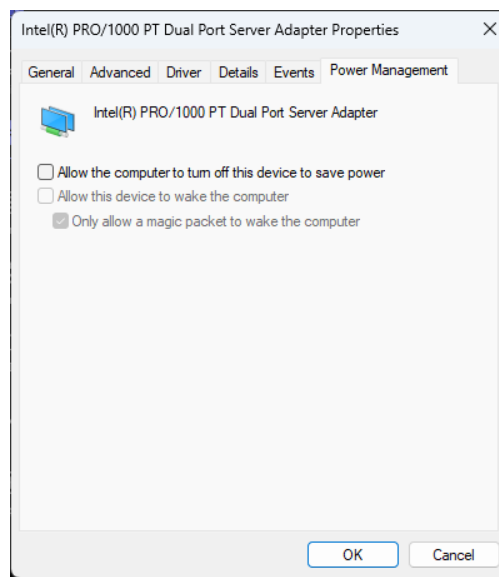 Intel(R) PRO/1000 PT Dual Port Server Adapter Properties
General Advanced Driver Details Events Power Management
Intel(R) PRO/1000 PT Dual Port Server Adapter
Allow the computer to turn off this device to save power
Allow this device to wake the computer
Only allow a magic packet to wake the computer
OK Cancel